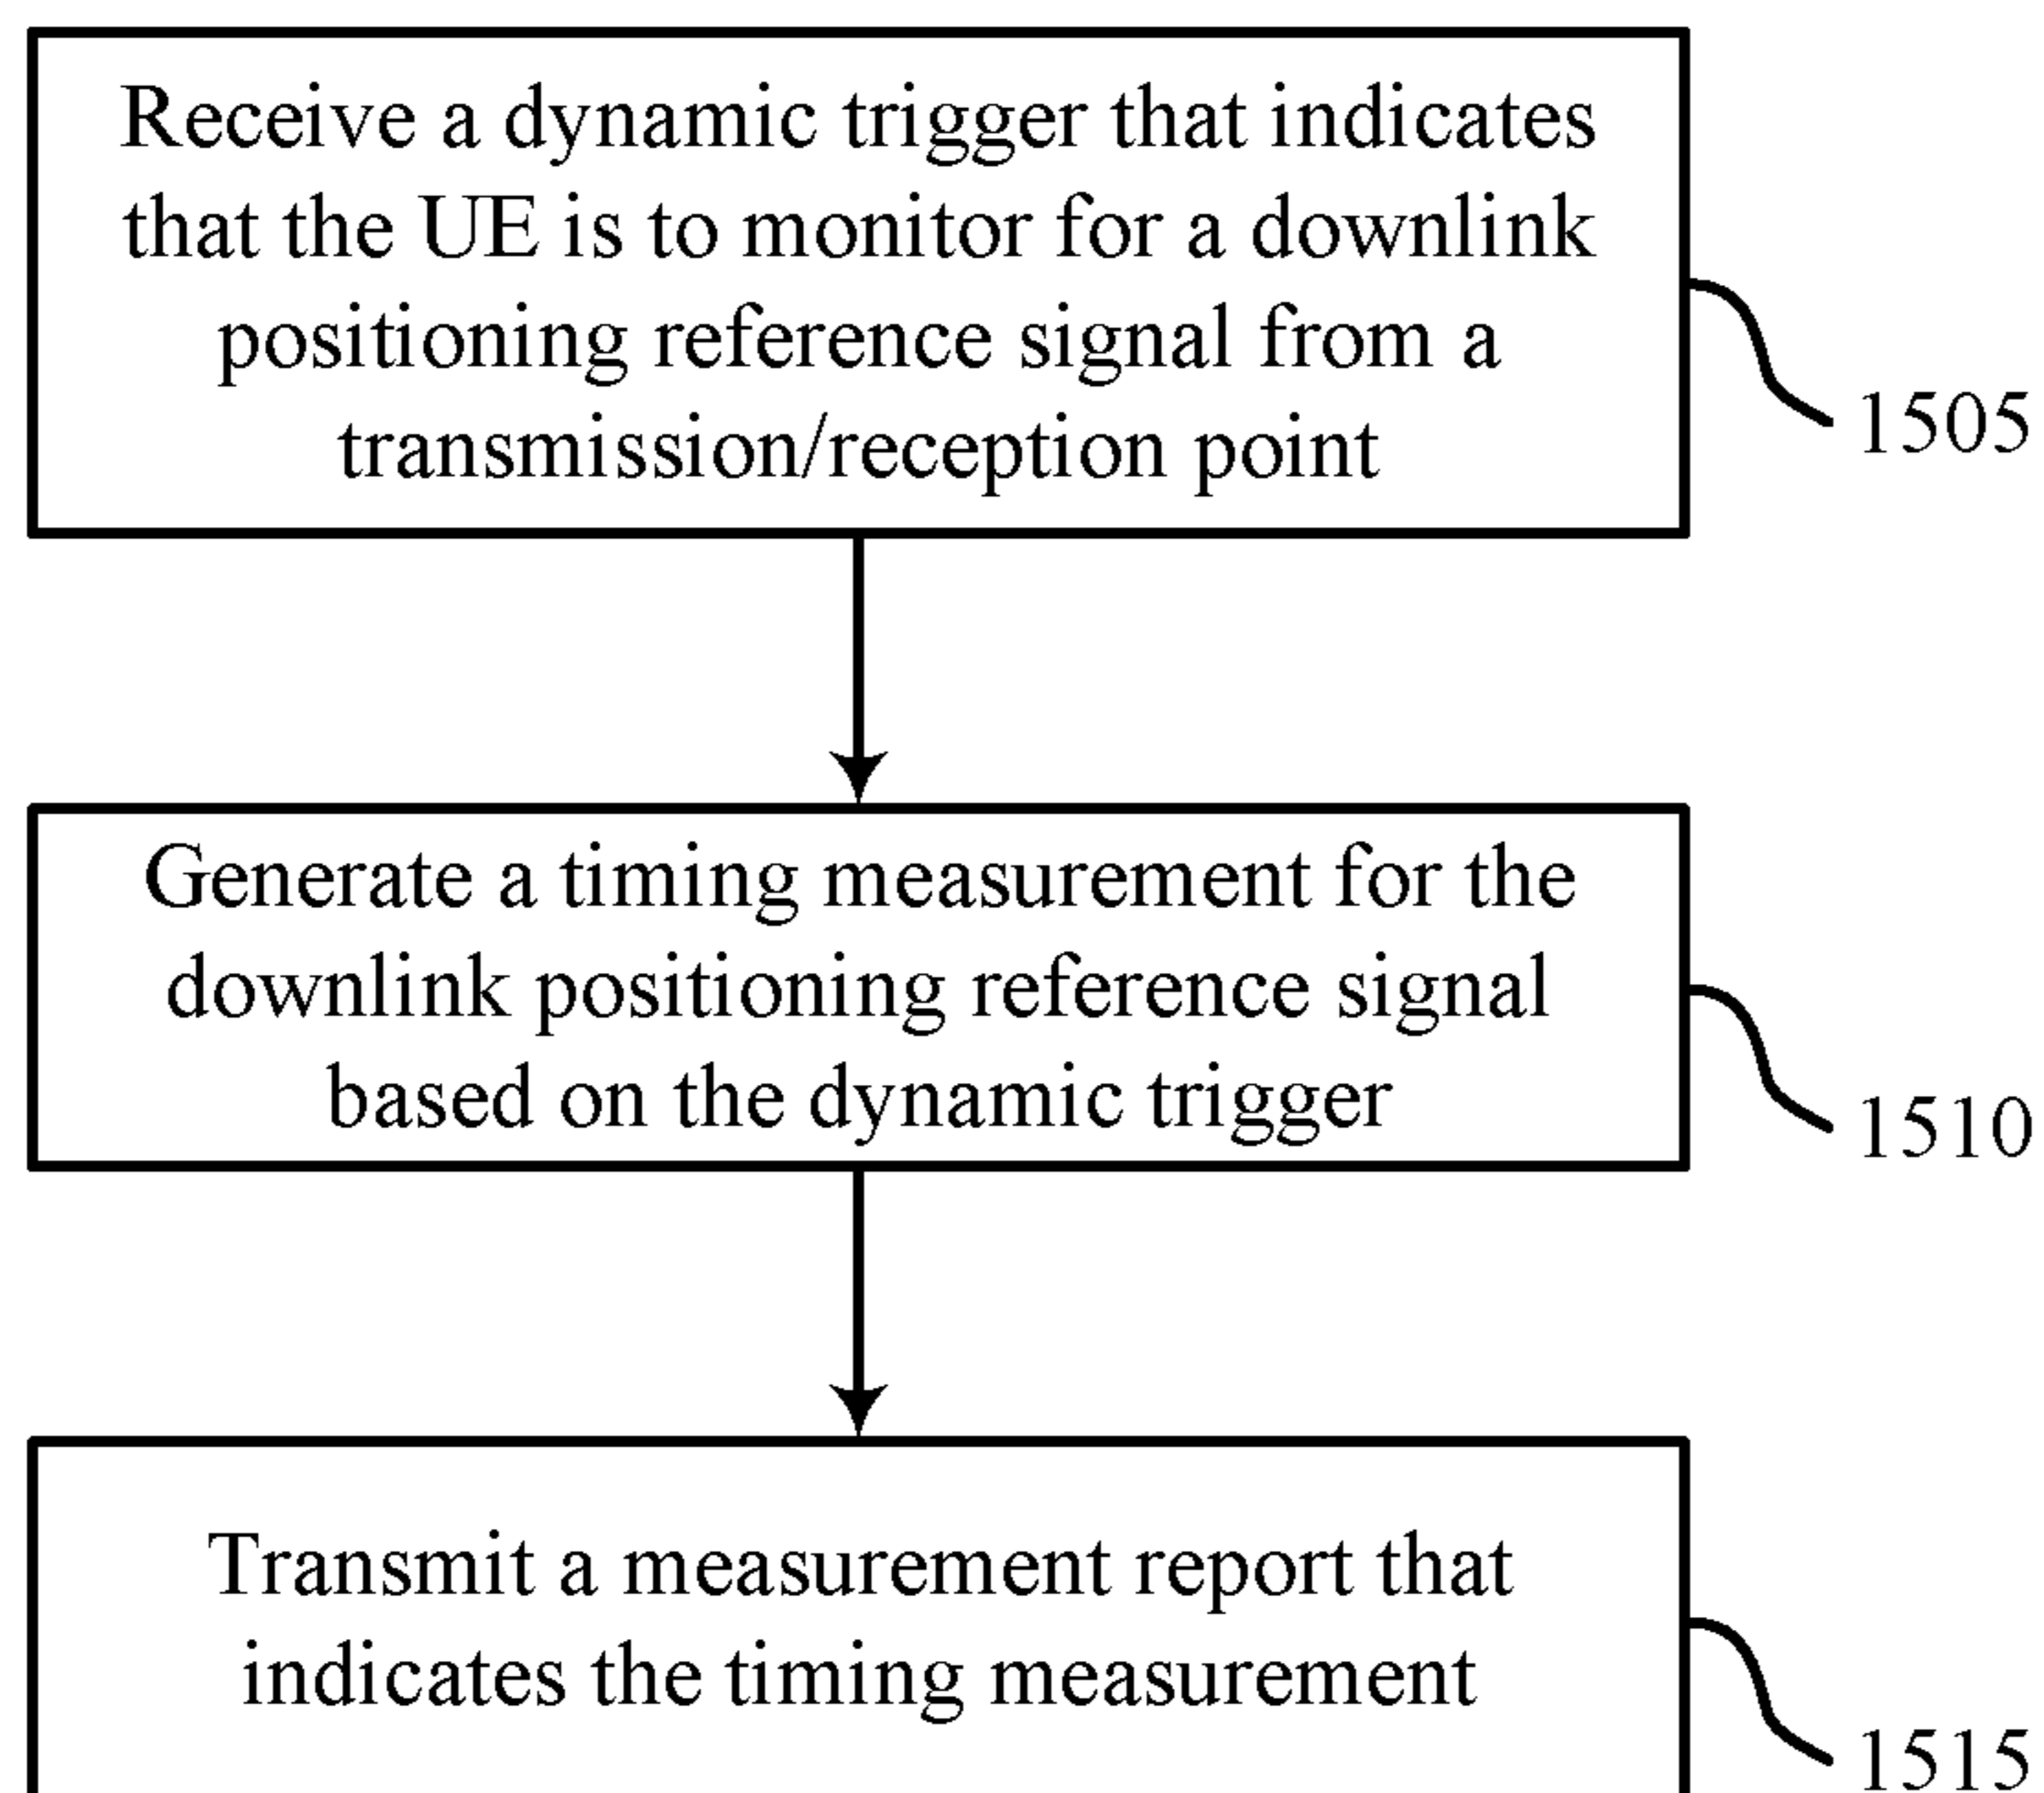 Receive a dynamic trigger that indicates
that the UE is to monitor for a downlink
positioning reference signal from a
transmission/reception point
1505
Generate a timing measurement for the
downlink positioning reference signal
based on the dynamic trigger
1510
Transmit a measurement report that
indicates the timing measurement
1515